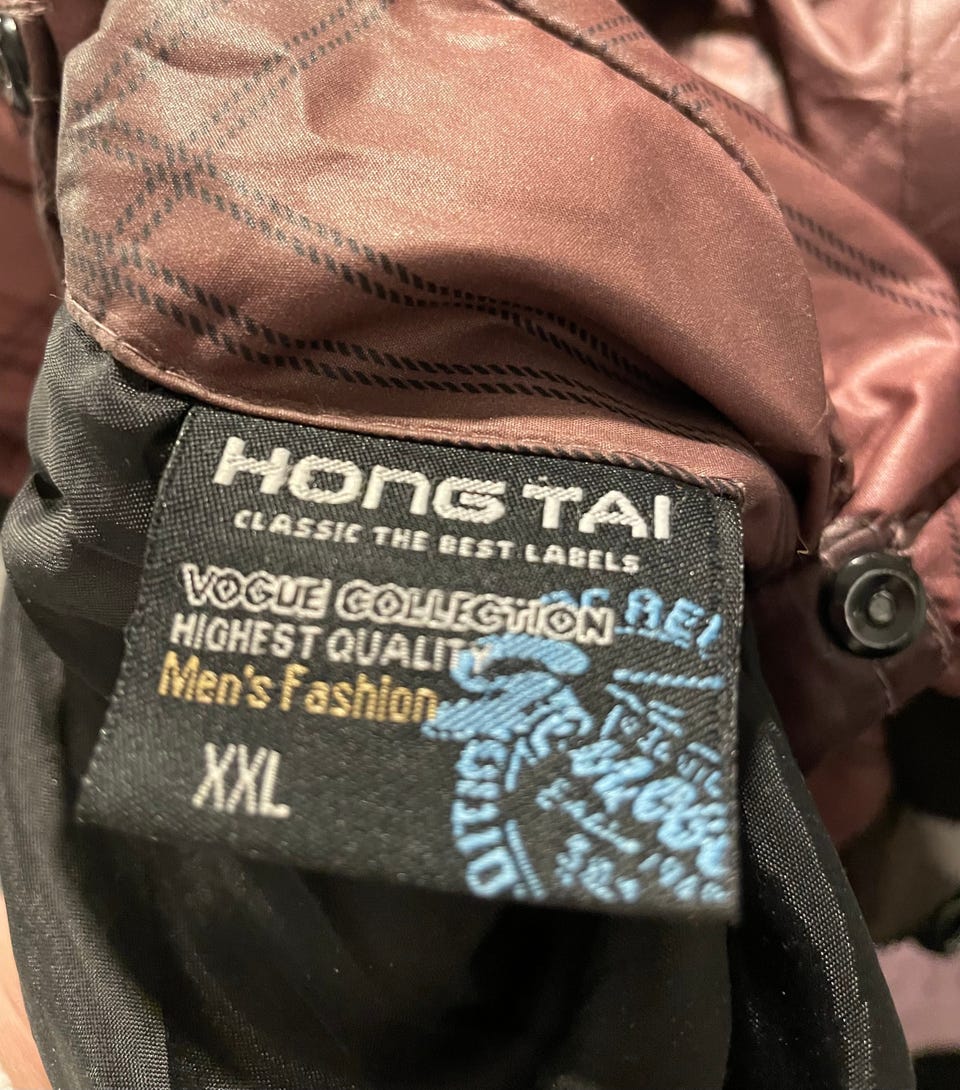 HONG TAI
CLASSIC THE BEST LABELS
VOGUE COLLECTION
HIGHEST QUALITY
Men's Fashion
XXL